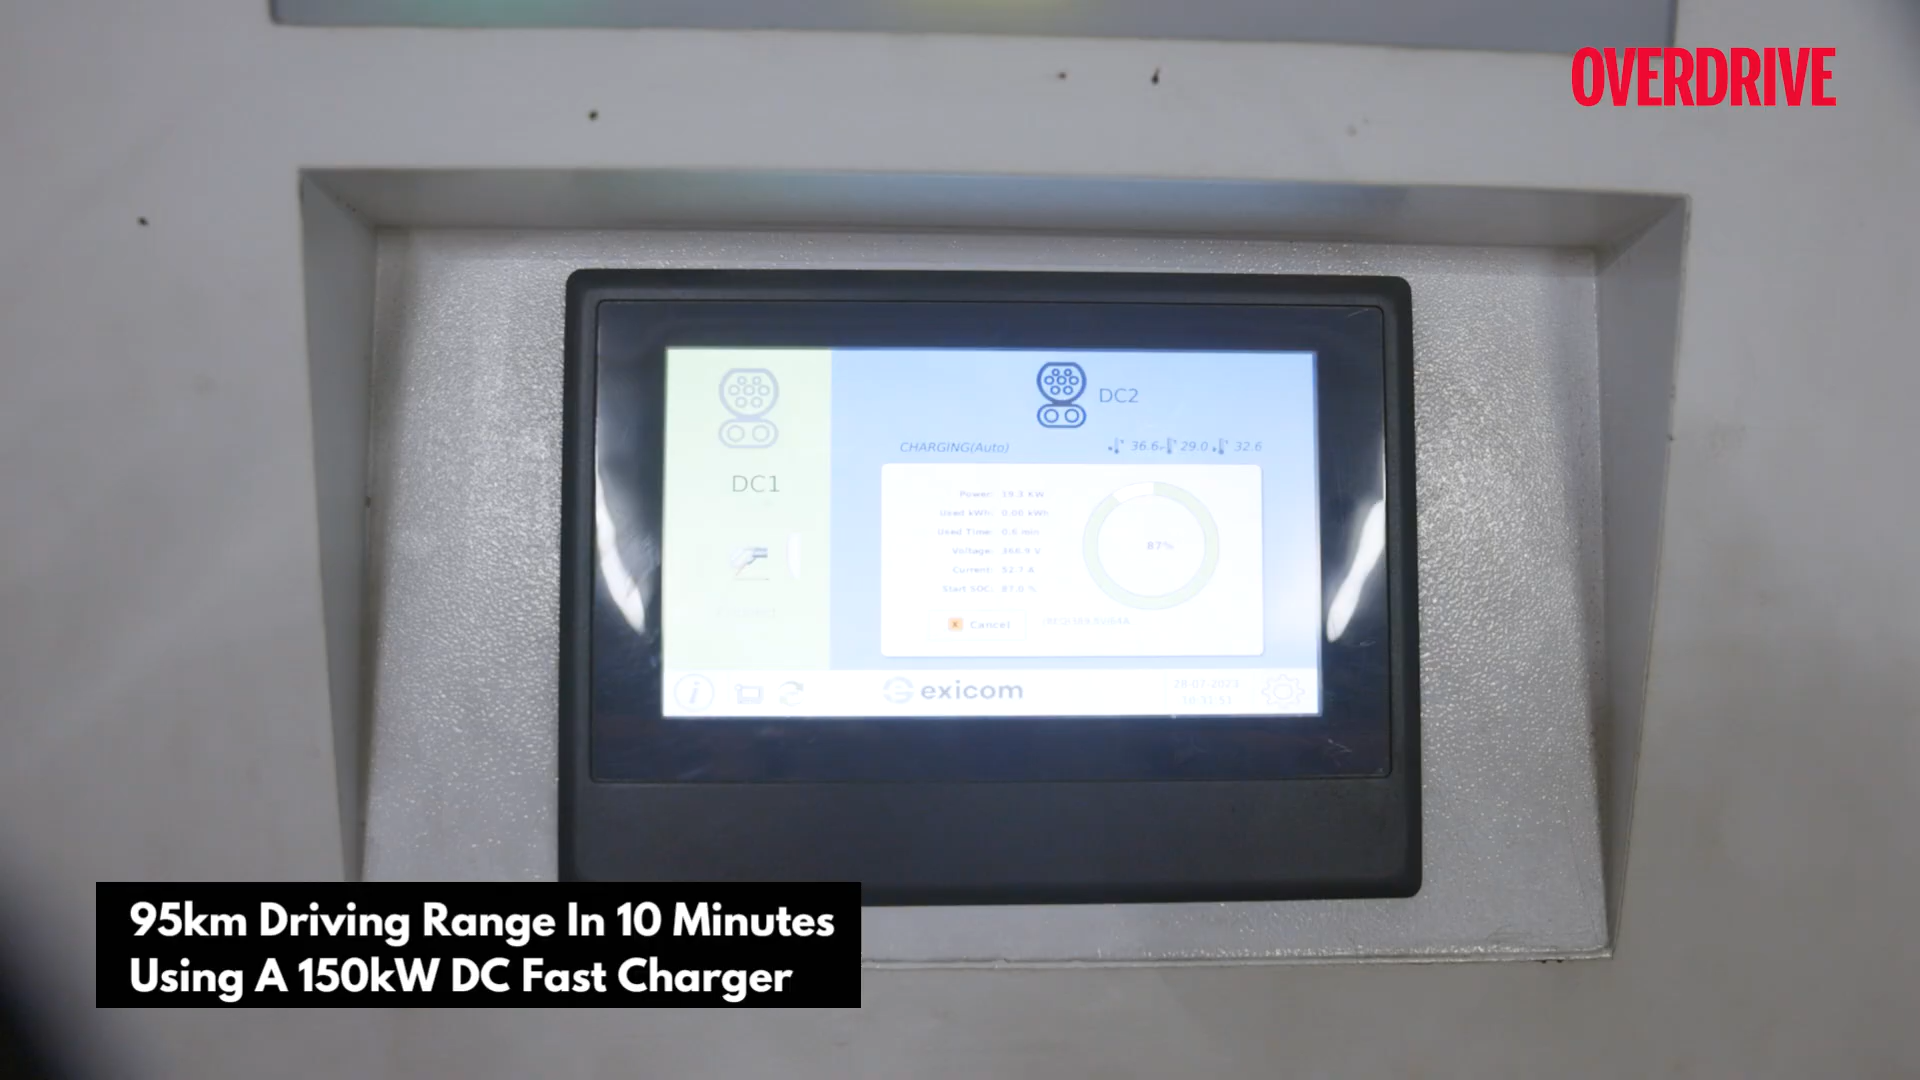 OVERDRIVE
DC2
CHARGING(Auto) 36.6 29.0 32.6
DC1
Power: 19.3 KW
Used kWh: 0.06 kWh
Used Time: 0.6 min
Voltage: 366.9 V
Current: 52.7 A
Start SOC: 87.0 %
87%
x Cancel
i
exicom
28-07-2023
95km Driving Range In 10 Minutes
Using A 150kW DC Fast Charger